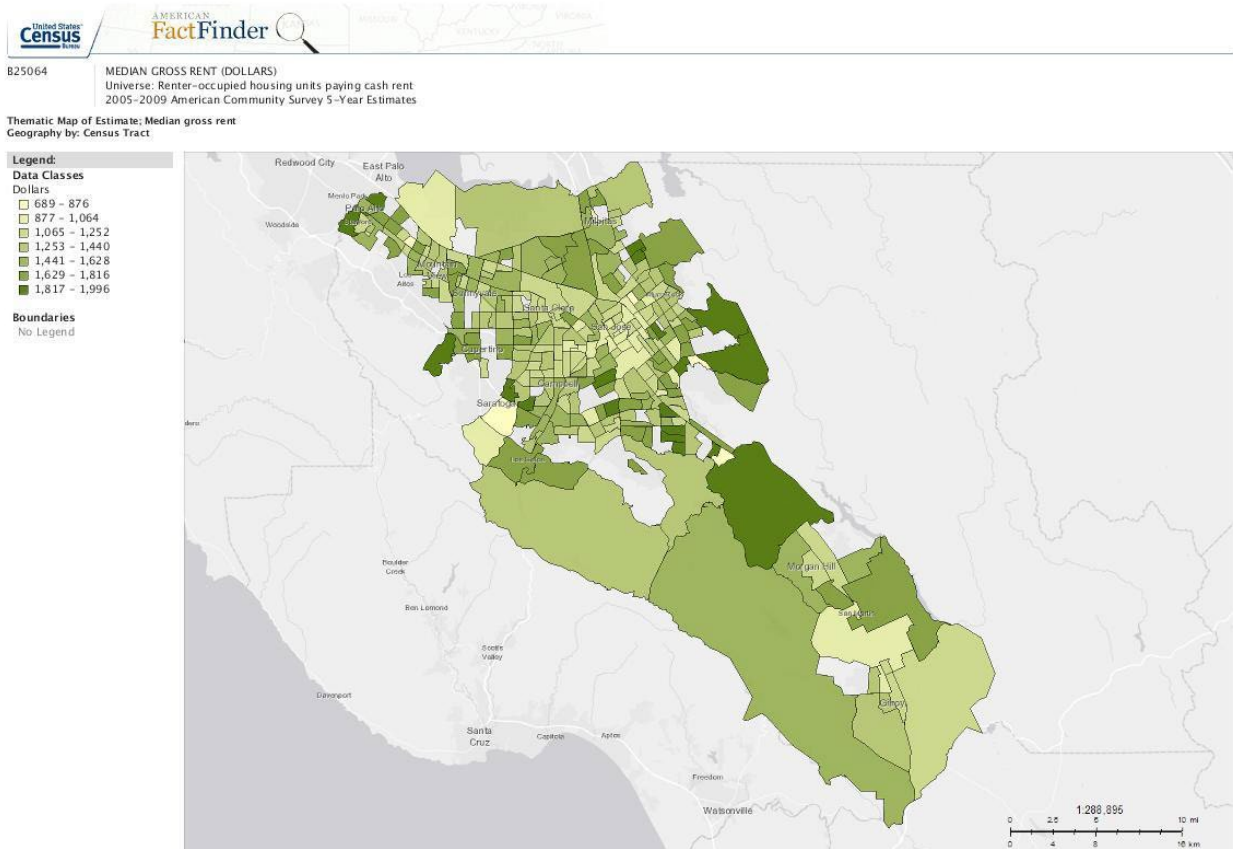 United States®
Census
Bureau
AMERICAN
FactFinder
B25064
MEDIAN GROSS RENT (DOLLARS)
Universe: Renter-occupied housing units paying cash rent
2005-2009 American Community Survey 5-Year Estimates
Thematic Map of Estimate; Median gross rent
Geography by: Census Tract
Legend:
Data Classes
Dollars
689 - 876
877 - 1,064
1,065 - 1,252
1,253 - 1,440
1,441 - 1,628
1,629 - 1,816
1,817 - 1,996
Boundaries
No Legend
Redwood City
East Palo
Alto
Menlo Park
Palo Alto
Woodside
Milpitas
Mountain
View
Los
Altos
Sunnyvale
Santa Clara
San Jose
Cupertino
Campbell
Saratoga
Los Gatos
Boulder
Creek
Morgan Hill
Ben Lomond
San Martin
Scotts
Valley
Davenport
Gilroy
Santa
Cruz
Capitola
Aptos
Freedom
Watsonville
1:288,895
0 2.5 5 10 mi
0 4 8 16 km